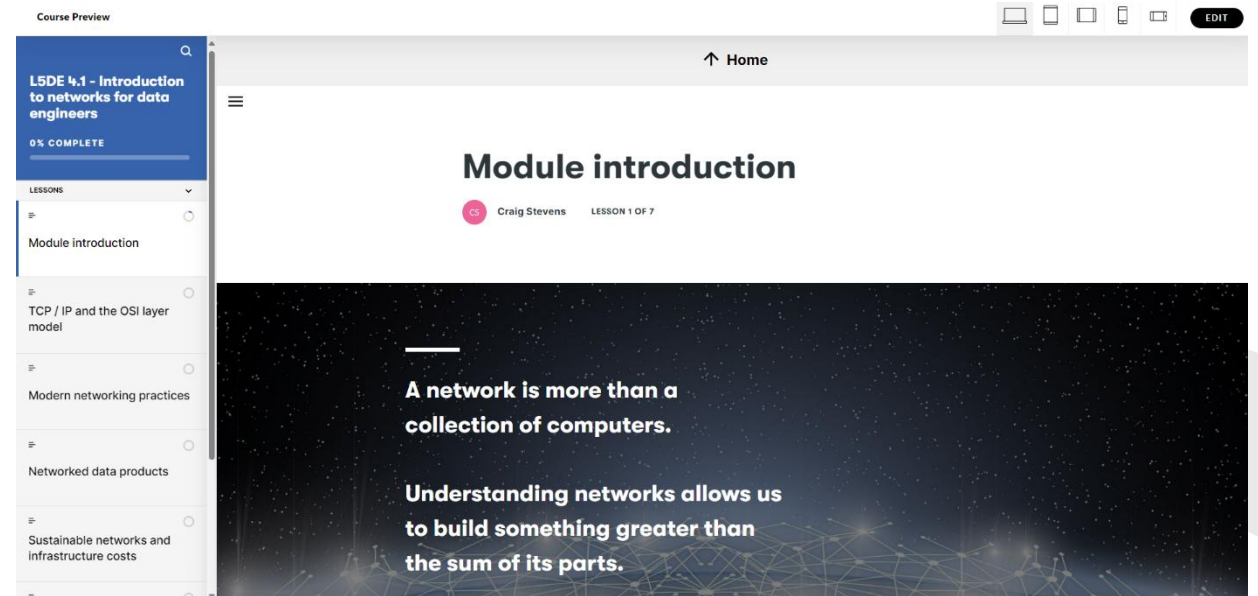 Course Preview
EDIT
L5DE 4.1 - Introduction
to networks for data
engineers
0% COMPLETE
LESSONS
Module introduction
TCP / IP and the OSI layer
model
Modern networking practices
Networked data products
Sustainable networks and
infrastructure costs
Home
Module introduction
CS Craig Stevens LESSON 1 OF 7
A network is more than a
collection of computers.
Understanding networks allows us
to build something greater than
the sum of its parts.